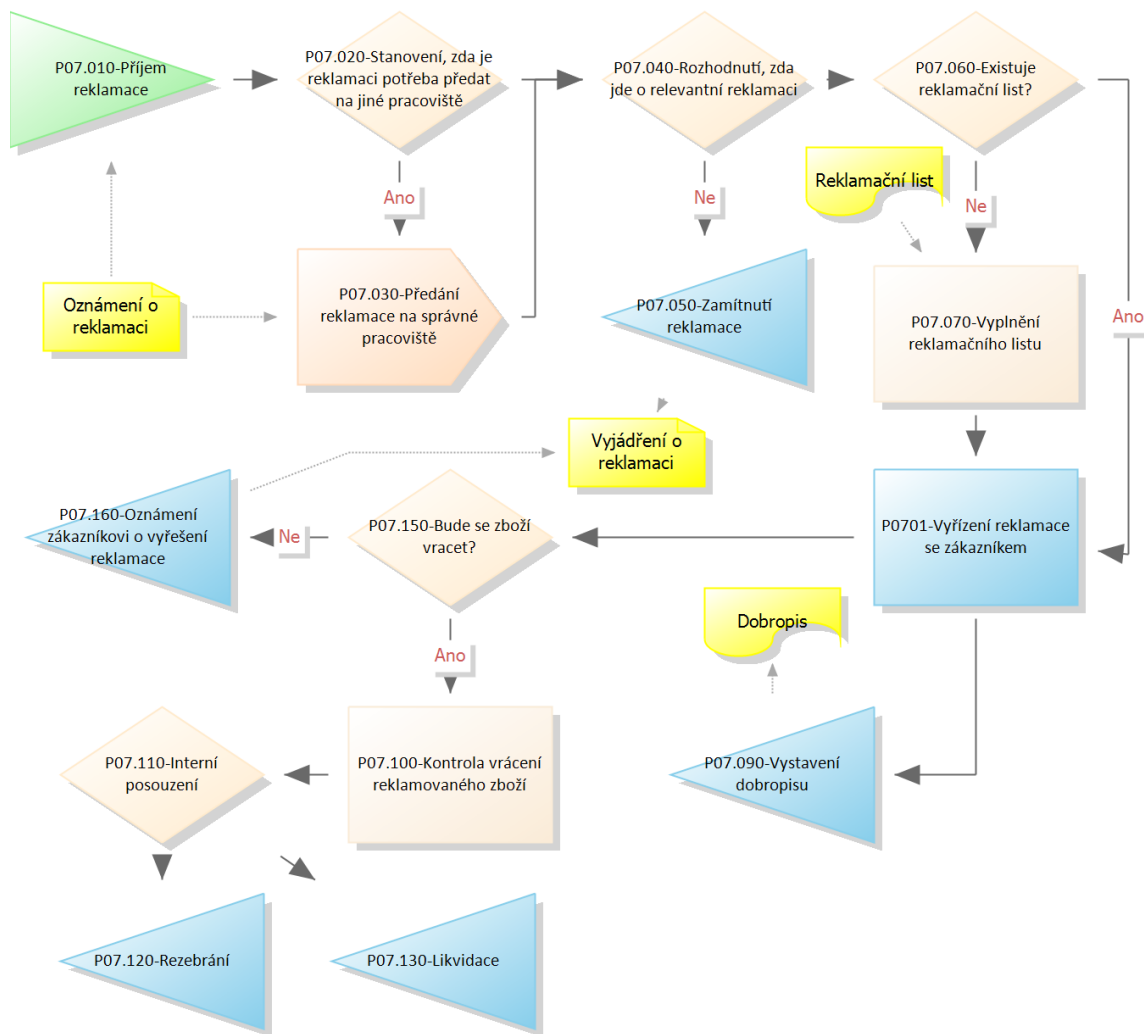 P07.010-Příjem
reklamace
P07.020-Stanovení, zda je
reklamaci potřeba předat
na jiné pracoviště
P07.040-Rozhodnutí, zda
jde o relevantní reklamaci
P07.060-Existuje
reklamační list?
Ano
Ne
Reklamační list
Ne
Oznámení o
reklamaci
P07.030-Předání
reklamace na správné
pracoviště
P07.050-Zamítnutí
reklamace
P07.070-Vyplnění
reklamačního listu
Ano
Vyjádření o
reklamaci
P07.160-Oznámení
zákazníkovi o vyřešení
reklamace
Ne
P07.150-Bude se zboží
vracet?
P0701-Vyřízení reklamace
se zákazníkem
Dobropis
Ano
P07.110-Interní
posouzení
P07.100-Kontrola vrácení
reklamovaného zboží
P07.090-Vystavení
dobropisu
P07.120-Rezebrání
P07.130-Likvidace